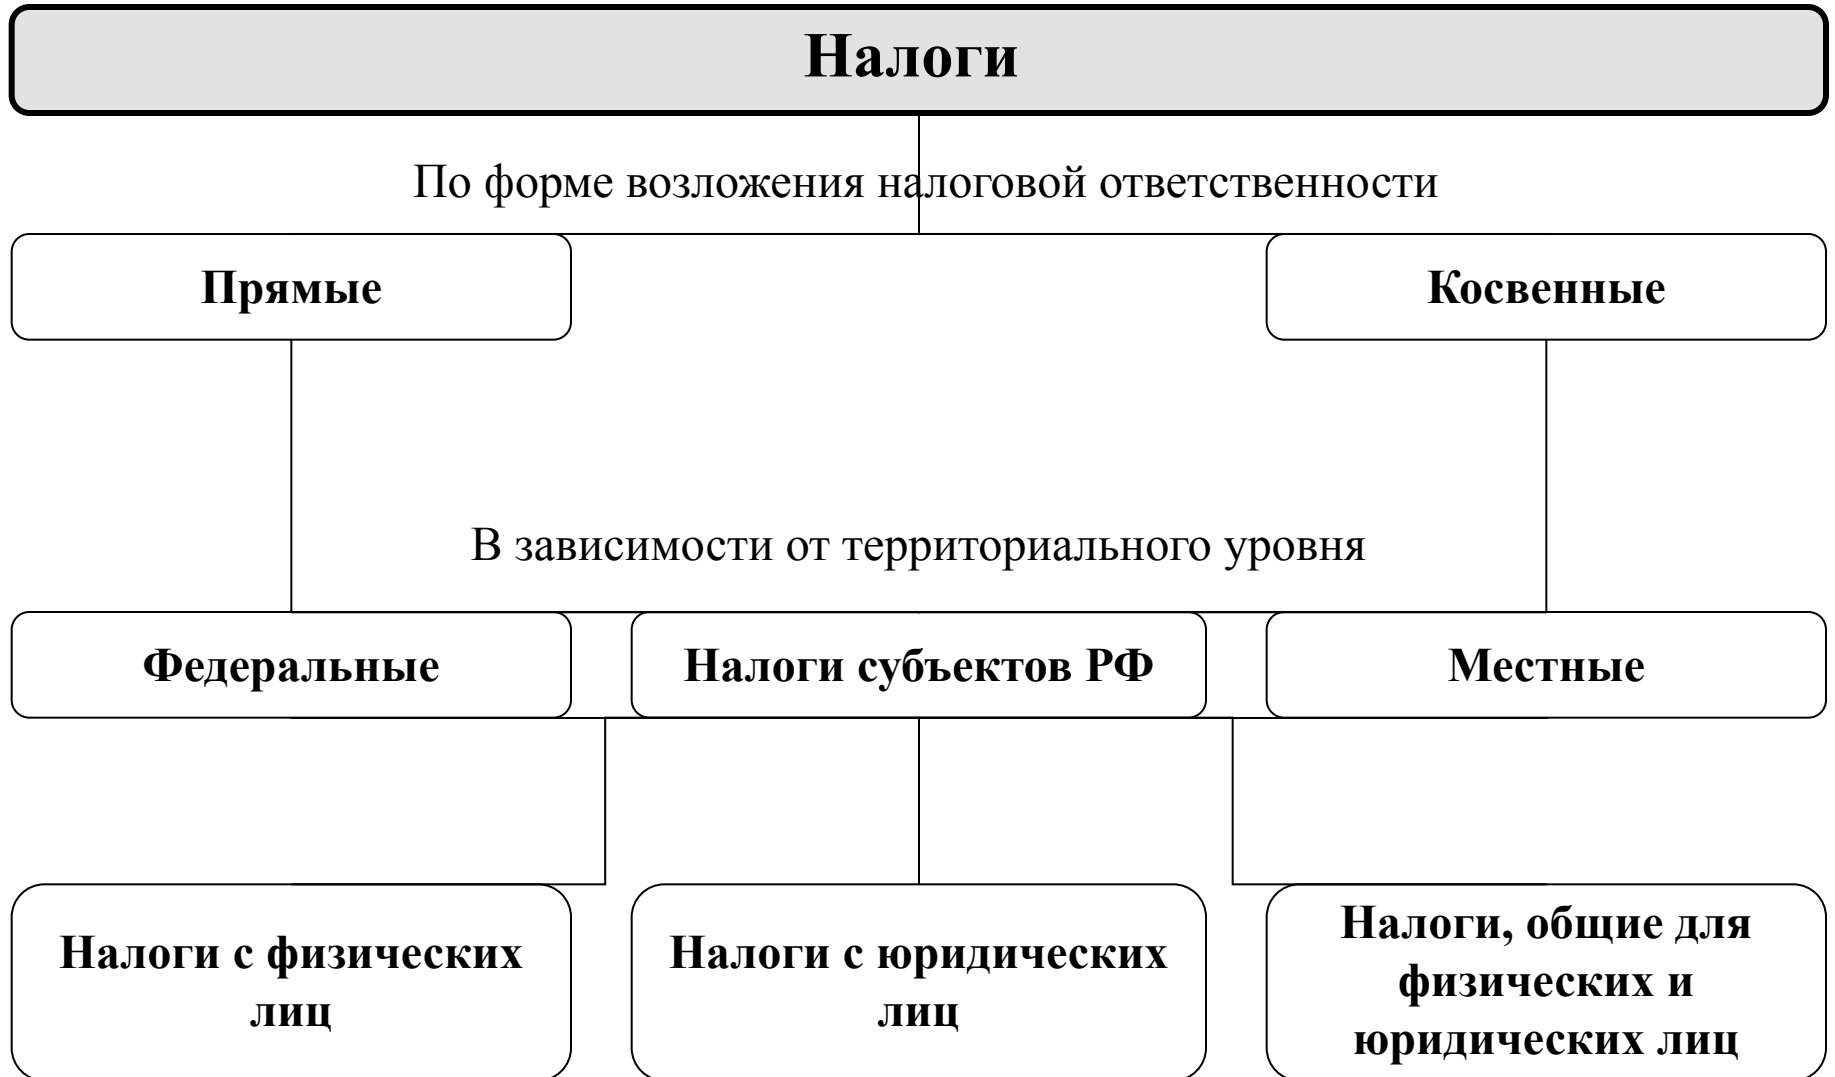 Налоги
По форме возложения налоговой ответственности
Прямые
Косвенные
В зависимости от территориального уровня
Федеральные
Налоги субъектов РФ
Местные
Налоги с физических
лиц
Налоги с юридических
лиц
Налоги, общие для
физических и
юридических лиц